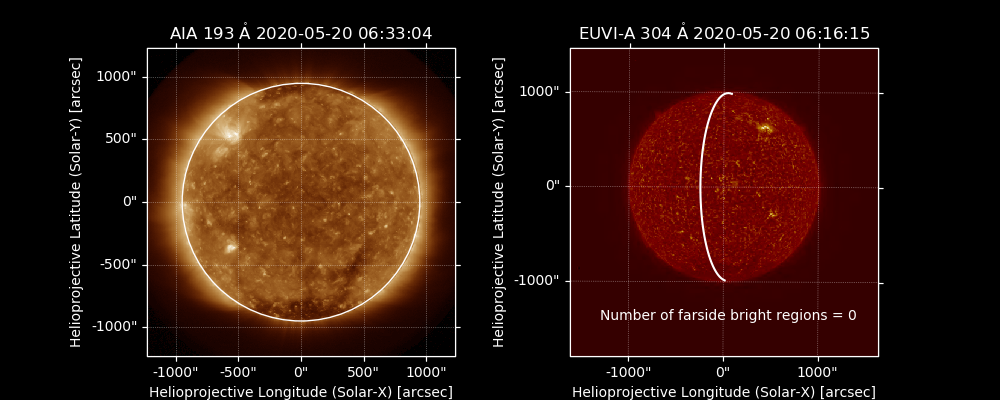 AIA 193 Å 2020-05-20 06:33:04
Helioprojective Latitude (Solar-Y) [arcsec]
1000"
500"
0"
-500"
-1000"
-1000"
-500"
0"
500"
1000"
Helioprojective Longitude (Solar-X) [arcsec]
EUVI-A 304 Å 2020-05-20 06:16:15
Helioprojective Latitude (Solar-Y) [arcsec]
1000"
0"
-1000"
Number of farside bright regions = 0
-1000"
0"
1000"
Helioprojective Longitude (Solar-X) [arcsec]